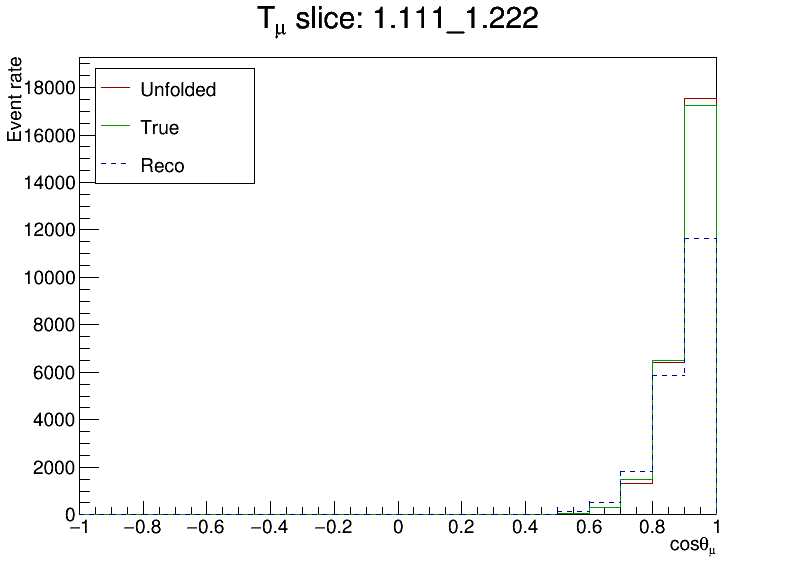 Tμ slice: 1.111_1.222
Event rate
Unfolded
True
Reco
18000
16000
14000
12000
10000
8000
6000
4000
2000
0
−1 −0.8 −0.6 −0.4 −0.2 0 0.2 0.4 0.6 0.8 1
cosθμ